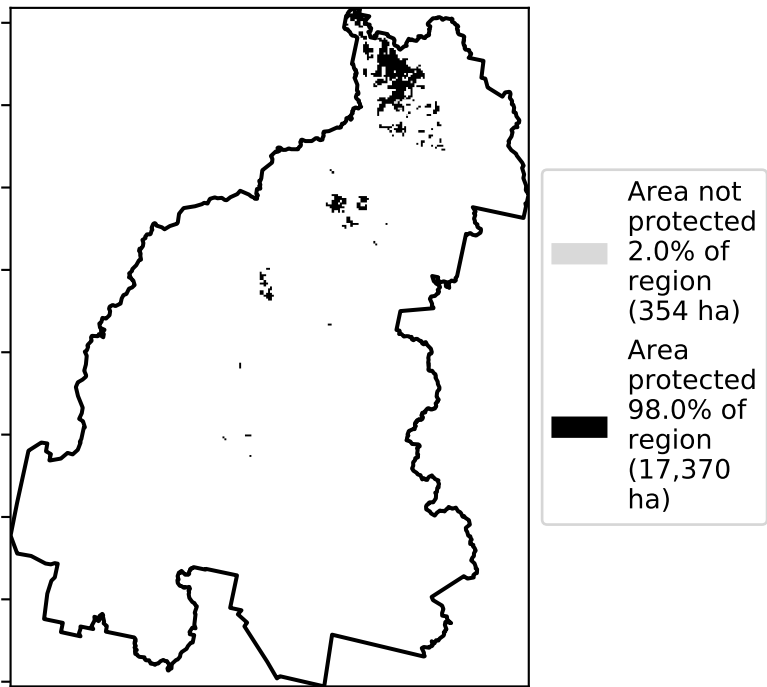 Area not
protected
2.0% of
region
(354 ha)
Area
protected
98.0% of
region
(17,370
ha)